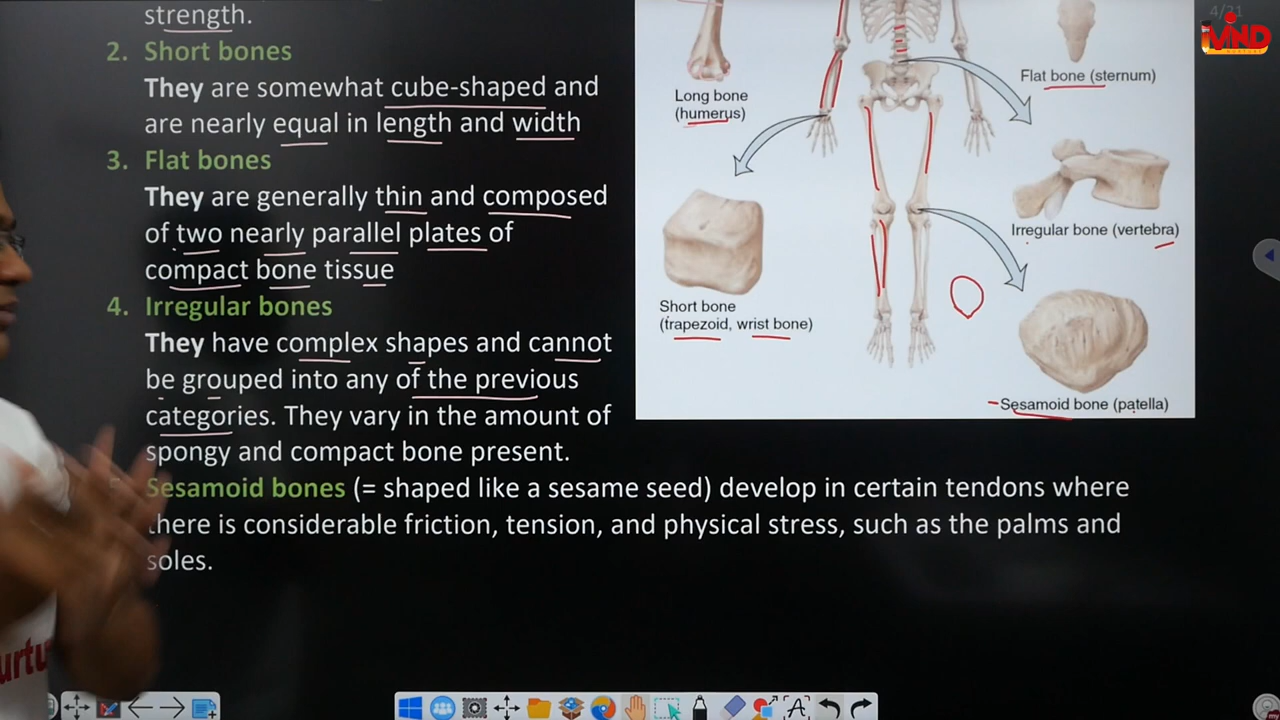 strength.
2. Short bones
They are somewhat cube-shaped and
are nearly equal in length and width
3. Flat bones
They are generally thin and composed
of two nearly parallel plates of
compact bone tissue
4. Irregular bones
They have complex shapes and cannot
be grouped into any of the previous
categories. They vary in the amount of
spongy and compact bone present.
Sesamoid bones (= shaped like a sesame seed) develop in certain tendons where
there is considerable friction, tension, and physical stress, such as the palms and
soles.
Long bone
(humerus)
Flat bone (sternum)
Irregular bone (vertebra)
Short bone
(trapezoid, wrist bone)
Sesamoid bone (patella)
4/21
MND
urtu
A